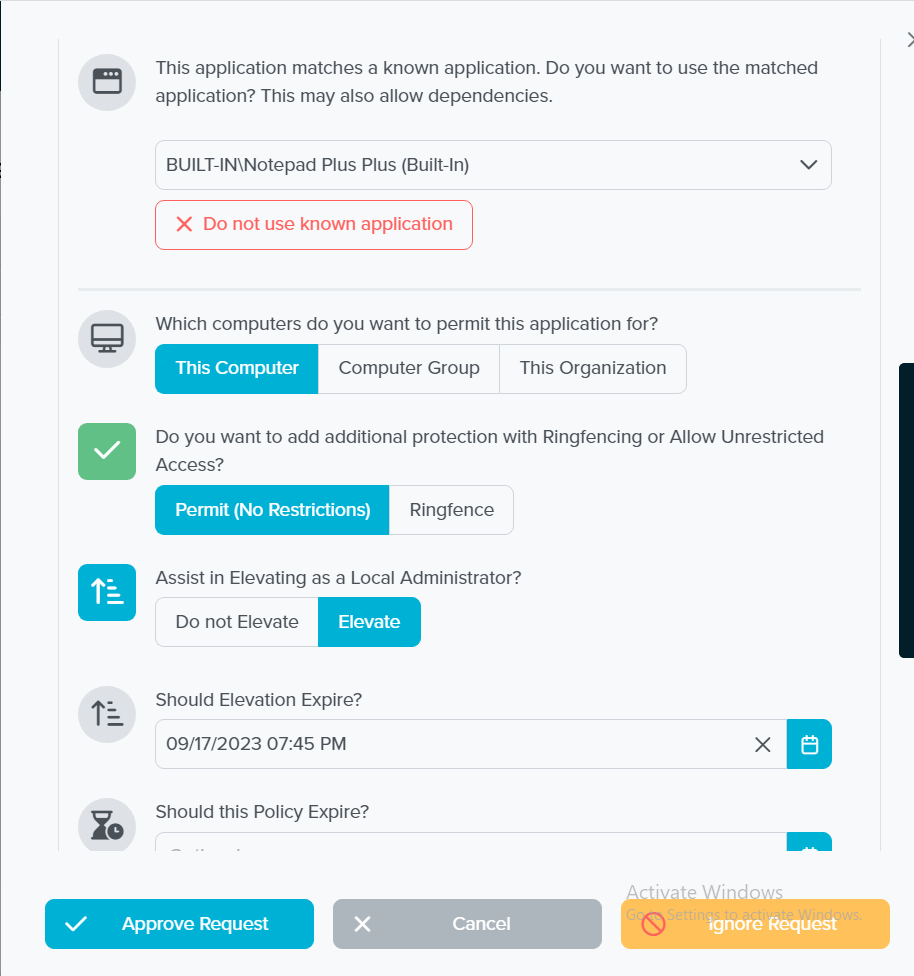 This application matches a known application. Do you want to use the matched
application? This may also allow dependencies.
BUILT-IN\Notepad Plus Plus (Built-In)
Do not use known application
Which computers do you want to permit this application for?
This Computer Computer Group This Organization
Do you want to add additional protection with Ringfencing or Allow Unrestricted
Access?
Permit (No Restrictions) Ringfence
Assist in Elevating as a Local Administrator?
Do not Elevate Elevate
Should Elevation Expire?
09/17/2023 07:45 PM
Should this Policy Expire?
Activate Windows
Go to Settings to activate Windows.
Approve Request Cancel Ignore Request